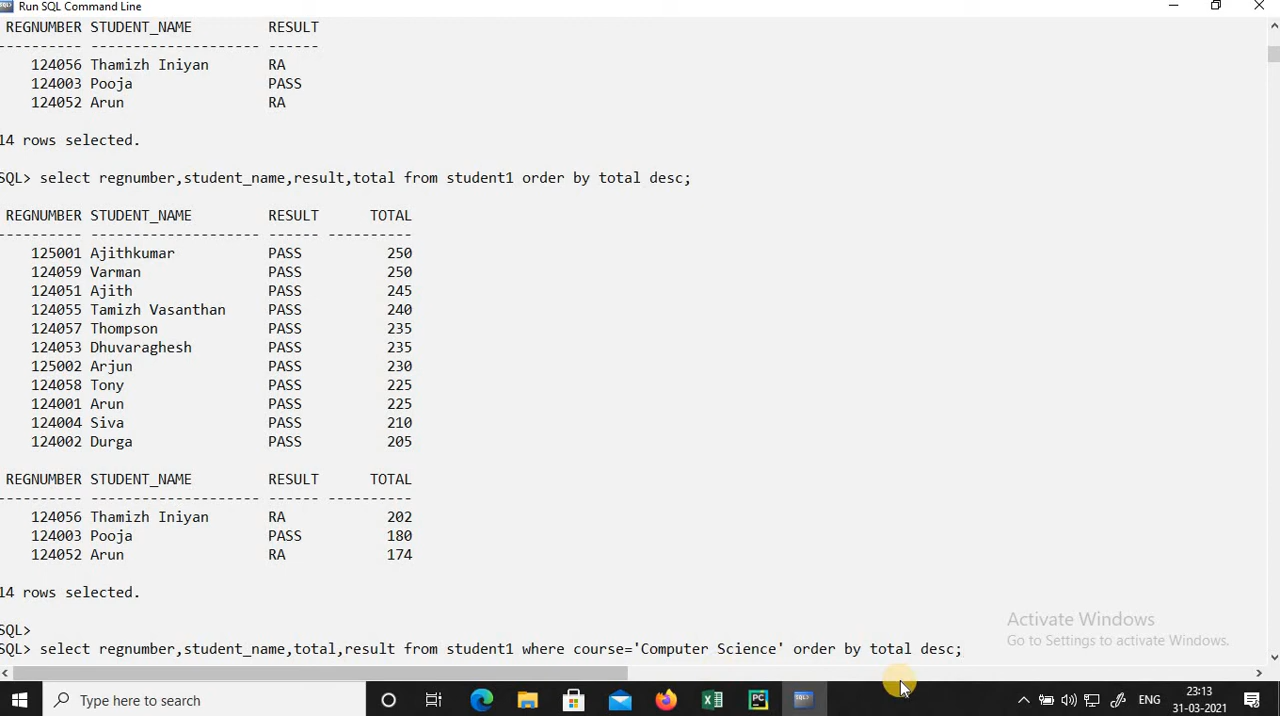 Run SQL Command Line
REGNUMBER STUDENT_NAME RESULT
---------- -------------------- ------
124056 Thamizh Iniyan RA
124003 Pooja PASS
124052 Arun RA
14 rows selected.
SQL> select regnumber,student_name,result,total from student1 order by total desc;
REGNUMBER STUDENT_NAME RESULT TOTAL
---------- -------------------- ------ ----------
125001 Ajithkumar PASS 250
124059 Varman PASS 250
124051 Ajith PASS 245
124055 Tamizh Vasanthan PASS 240
124057 Thompson PASS 235
124053 Dhuvaraghesh PASS 235
125002 Arjun PASS 230
124058 Tony PASS 225
124001 Arun PASS 225
124004 Siva PASS 210
124002 Durga PASS 205
REGNUMBER STUDENT_NAME RESULT TOTAL
---------- -------------------- ------ ----------
124056 Thamizh Iniyan RA 202
124003 Pooja PASS 180
124052 Arun RA 174
14 rows selected.
SQL>
SQL> select regnumber,student_name,total,result from student1 where course='Computer Science' order by total desc;
Activate Windows
Go to Settings to activate Windows.
Type here to search
ENG
23:13
31-03-2021